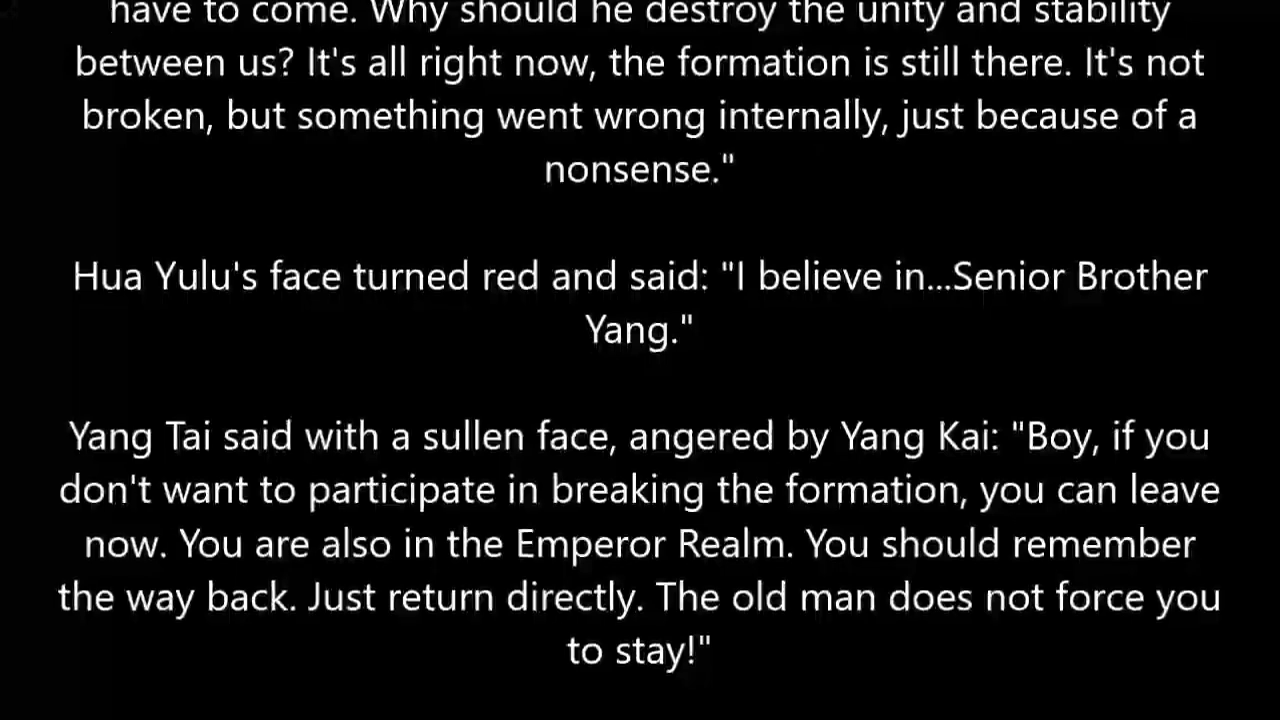 have to come. Why should he destroy the unity and stability
between us? It's all right now, the formation is still there. It's not
broken, but something went wrong internally, just because of a
nonsense."
Hua Yulu's face turned red and said: "I believe in...Senior Brother
Yang."
Yang Tai said with a sullen face, angered by Yang Kai: "Boy, if you
don't want to participate in breaking the formation, you can leave
now. You are also in the Emperor Realm. You should remember
the way back. Just return directly. The old man does not force you
to stay!"